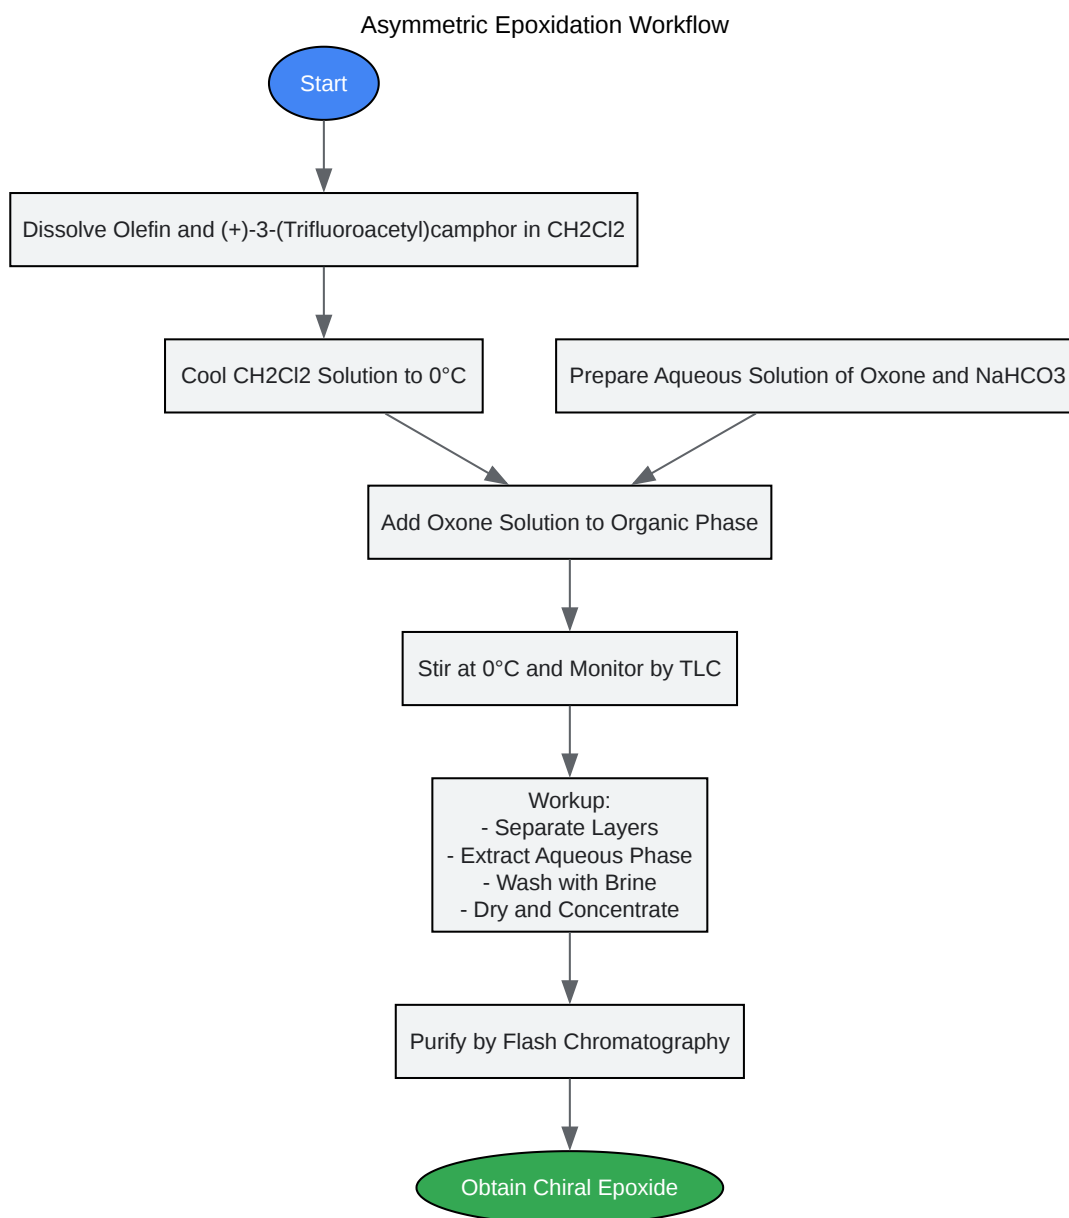 Asymmetric Epoxidation Workflow
Start
Dissolve Olefin and (+)-3-(Trifluoroacetyl)camphor in CH2Cl2
Cool CH2Cl2 Solution to 0°C
Prepare Aqueous Solution of Oxone and NaHCO3
Add Oxone Solution to Organic Phase
Stir at 0°C and Monitor by TLC
Workup:
- Separate Layers
- Extract Aqueous Phase
- Wash with Brine
- Dry and Concentrate
Purify by Flash Chromatography
Obtain Chiral Epoxide